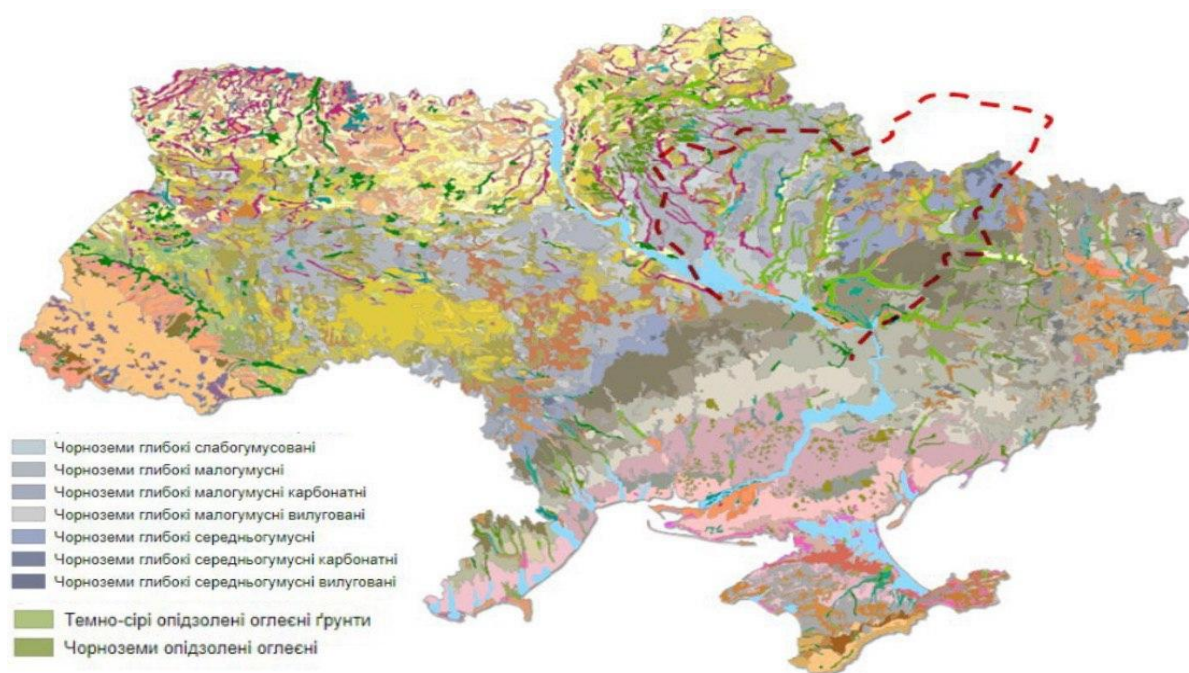 Чорноземи глибокі слабогумусовані
Чорноземи глибокі малогумусні
Чорноземи глибокі малогумусні карбонатні
Чорноземи глибокі малогумусні вилуговані
Чорноземи глибокі середньогумусні
Чорноземи глибокі середньогумусні карбонатні
Чорноземи глибокі середньогумусні вилуговані
Темно-сірі опідзолені оглеєні ґрунти
Чорноземи опідзолені оглеєні